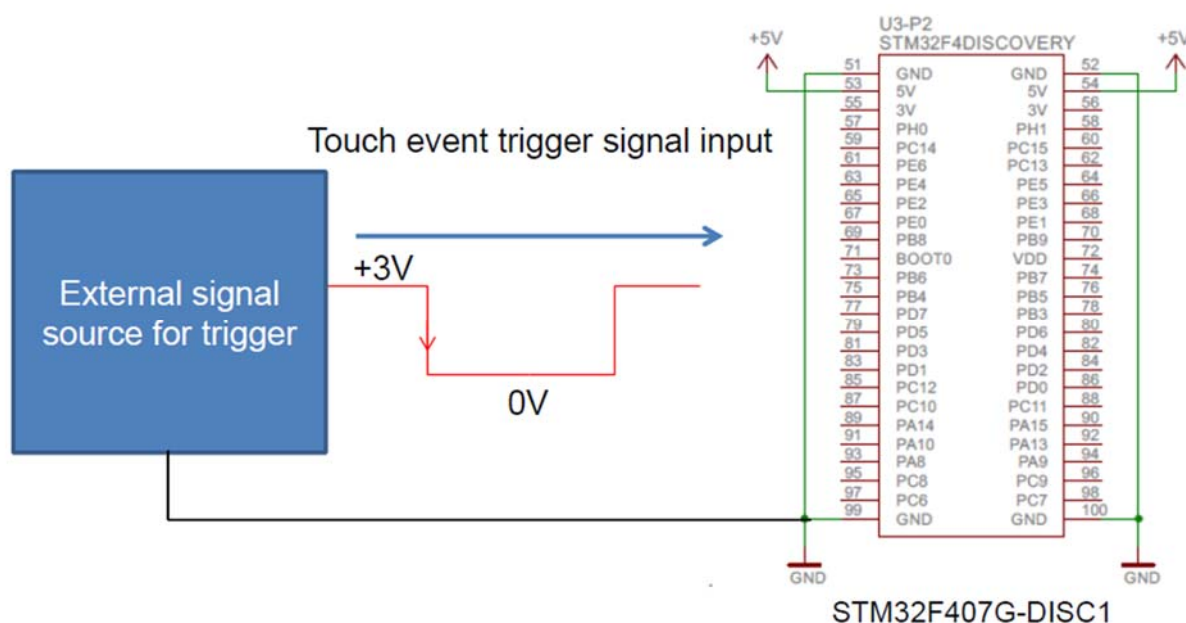 U3-P2
STM32F4DISCOVERY
+5V
+5V
51 GND GND 52
53 5V 5V 54
55 3V 3V 56
57 PH0 PH1 58
59 PC14 PC15 60
61 PE6 PC13 62
63 PE4 PE5 64
65 PE2 PE3 66
67 PE0 PE1 68
69 PB8 PB9 70
71 BOOT0 VDD 72
73 PB6 PB7 74
75 PB4 PB5 76
77 PD7 PB3 78
79 PD5 PD6 80
81 PD3 PD4 82
83 PD1 PD2 84
85 PC12 PD0 86
87 PC10 PC11 88
89 PA14 PA15 90
91 PA10 PA13 92
93 PA8 PA9 94
95 PC8 PC9 96
97 PC6 PC7 98
99 GND GND 100
Touch event trigger signal input
+3V
0V
External signal
source for trigger
GND
GND
STM32F407G-DISC1